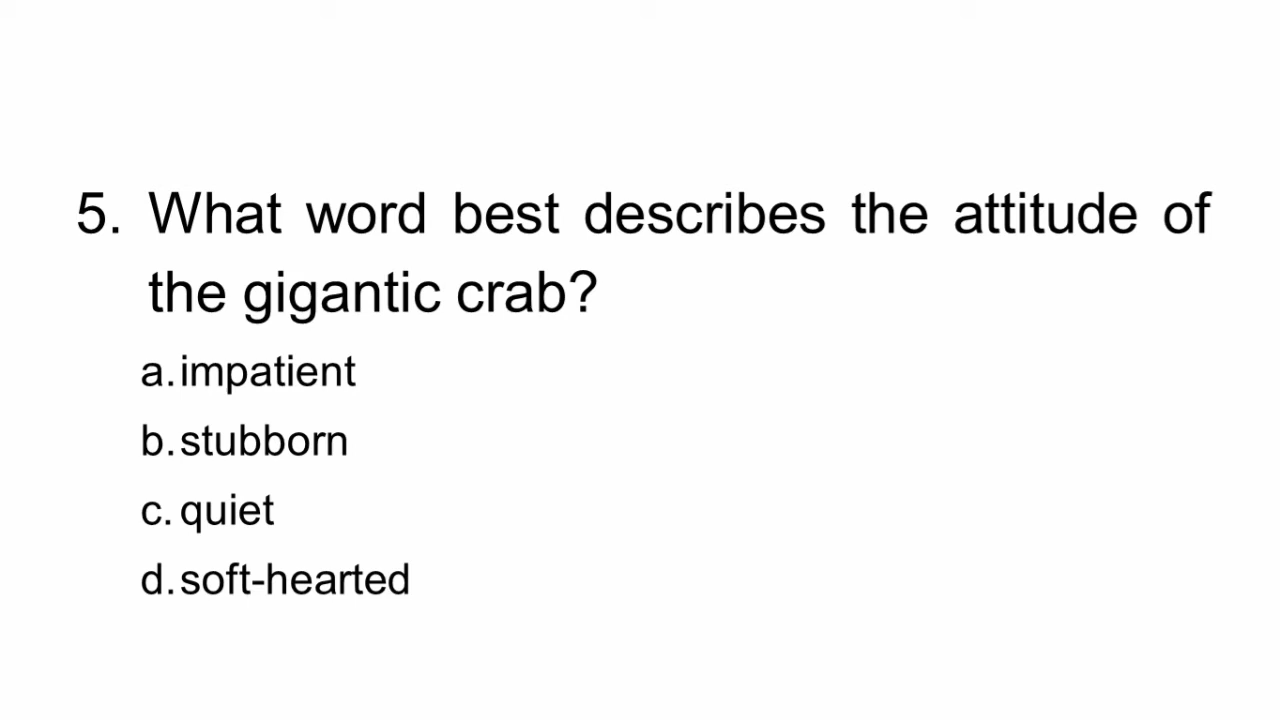 5. What word best describes the attitude of
the gigantic crab?
a. impatient
b. stubborn
c. quiet
d. soft-hearted